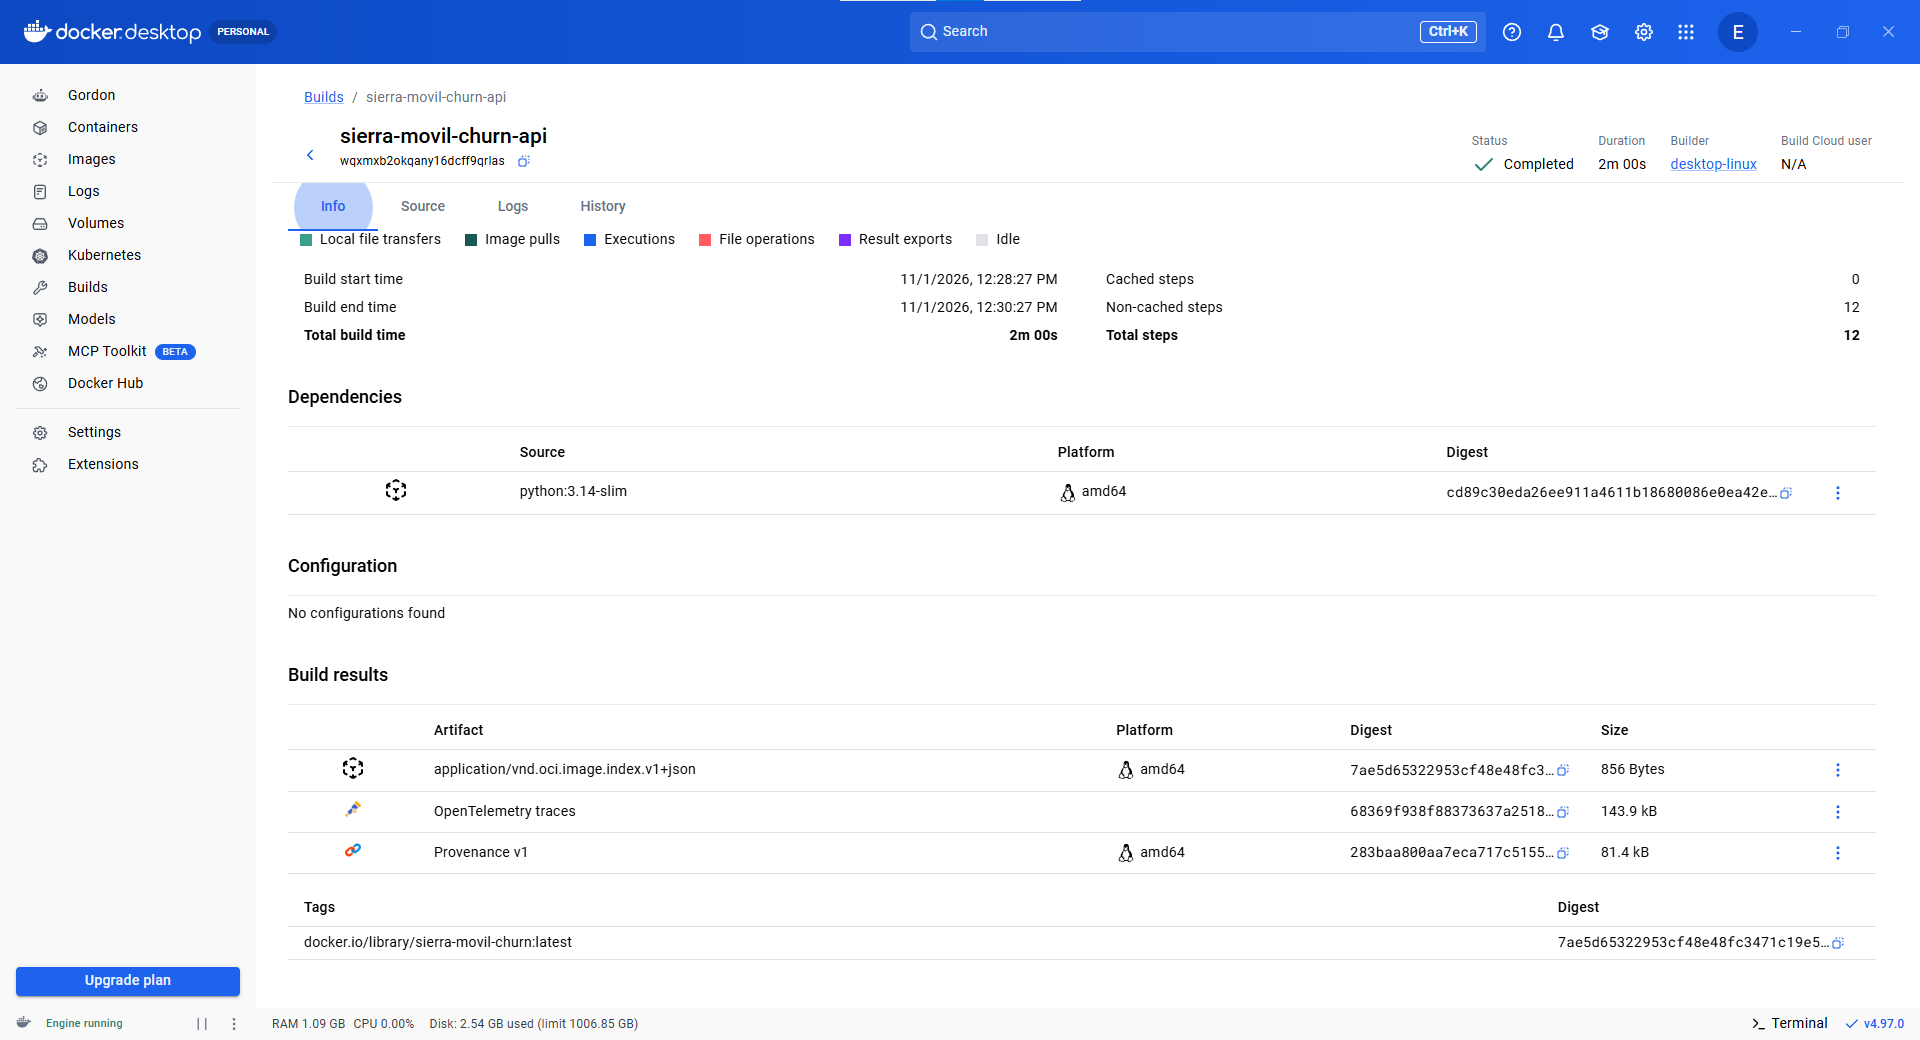 docker.desktop PERSONAL
Search Ctrl+K
E
Gordon
Containers
Images
Logs
Volumes
Kubernetes
Builds
Models
MCP Toolkit BETA
Docker Hub
Settings
Extensions
Upgrade plan
Builds / sierra-movil-churn-api
sierra-movil-churn-api
wqxmxb2okqany16dcff9qrlas
Status Duration Builder Build Cloud user
Completed 2m 00s desktop-linux N/A
Info Source Logs History
Local file transfers Image pulls Executions File operations Result exports Idle
Build start time 11/1/2026, 12:28:27 PM Cached steps 0
Build end time 11/1/2026, 12:30:27 PM Non-cached steps 12
Total build time 2m 00s Total steps 12
Dependencies
Source Platform Digest
python:3.14-slim amd64 cd89c30eda26ee911a4611b18680086e0ea42e…
Configuration
No configurations found
Build results
Artifact Platform Digest Size
application/vnd.oci.image.index.v1+json amd64 7ae5d65322953cf48e48fc3… 856 Bytes
OpenTelemetry traces 68369f938f88373637a2518… 143.9 kB
Provenance v1 amd64 283baa800aa7eca717c5155… 81.4 kB
Tags Digest
docker.io/library/sierra-movil-churn:latest 7ae5d65322953cf48e48fc3471c19e5…
Engine running RAM 1.09 GB CPU 0.00% Disk: 2.54 GB used (limit 1006.85 GB) Terminal v4.97.0